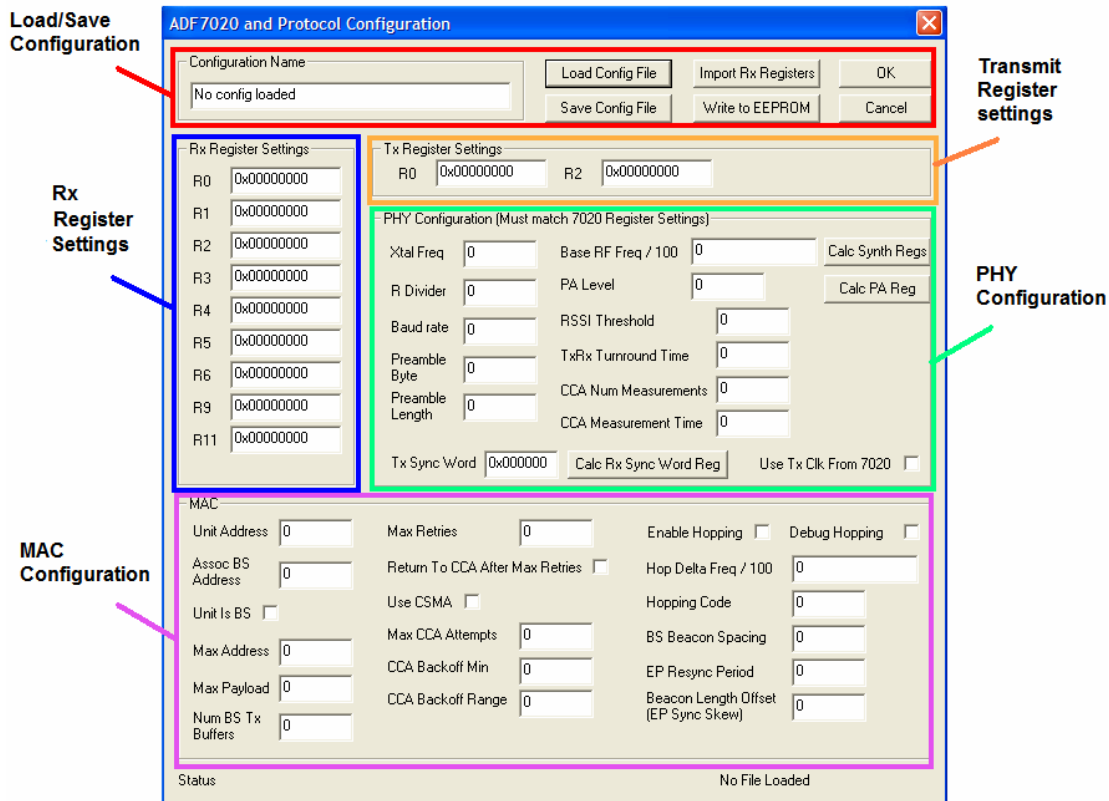 Load/Save
Configuration
ADF7020 and Protocol Configuration
Configuration Name
No config loaded
Load Config File
Import Rx Registers
OK
Save Config File
Write to EEPROM
Cancel
Transmit
Register
settings
Rx
Register
Settings
Rx Register Settings
R0 0x00000000
R1 0x00000000
R2 0x00000000
R3 0x00000000
R4 0x00000000
R5 0x00000000
R6 0x00000000
R9 0x00000000
R11 0x00000000
Tx Register Settings
R0 0x00000000 R2 0x00000000
PHY Configuration (Must match 7020 Register Settings)
Xtal Freq 0
R Divider 0
Baud rate 0
Preamble
Byte 0
Preamble
Length 0
Base RF Freq / 100 0 Calc Synth Regs
PA Level 0 Calc PA Reg
RSSI Threshold 0
TxRx Turnround Time 0
CCA Num Measurements 0
CCA Measurement Time 0
Tx Sync Word 0x000000 Calc Rx Sync Word Reg Use Tx Clk From 7020
PHY
Configuration
MAC
Configuration
MAC
Unit Address 0
Assoc BS
Address 0
Unit Is BS
Max Address 0
Max Payload 0
Num BS Tx
Buffers 0
Max Retries 0
Return To CCA After Max Retries
Use CSMA
Max CCA Attempts 0
CCA Backoff Min 0
CCA Backoff Range 0
Enable Hopping Debug Hopping
Hop Delta Freq / 100 0
Hopping Code 0
BS Beacon Spacing 0
EP Resync Period 0
Beacon Length Offset
(EP Sync Skew) 0
Status No File Loaded